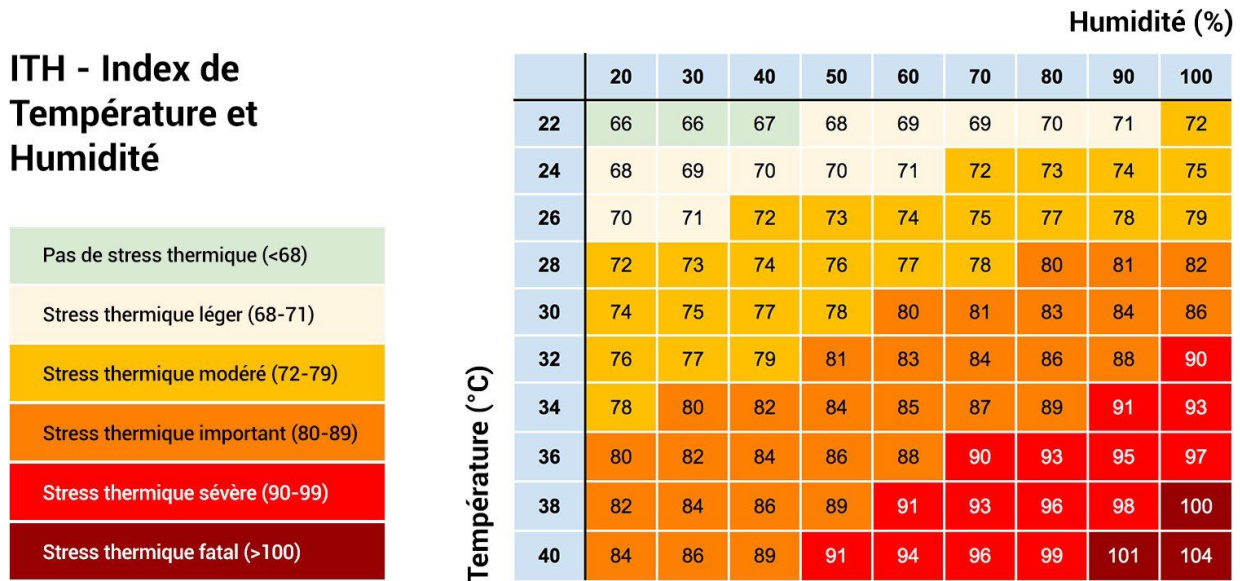 ITH - Index de
Température et
Humidité
Pas de stress thermique (<68)
Stress thermique léger (68-71)
Stress thermique modéré (72-79)
Stress thermique important (80-89)
Stress thermique sévère (90-99)
Stress thermique fatal (>100)
Humidité (%)
Température (°C)
20 30 40 50 60 70 80 90 100
22 66 66 67 68 69 69 70 71 72
24 68 69 70 70 71 72 73 74 75
26 70 71 72 73 74 75 77 78 79
28 72 73 74 76 77 78 80 81 82
30 74 75 77 78 80 81 83 84 86
32 76 77 79 81 83 84 86 88 90
34 78 80 82 84 85 87 89 91 93
36 80 82 84 86 88 90 93 95 97
38 82 84 86 89 91 93 96 98 100
40 84 86 89 91 94 96 99 101 104